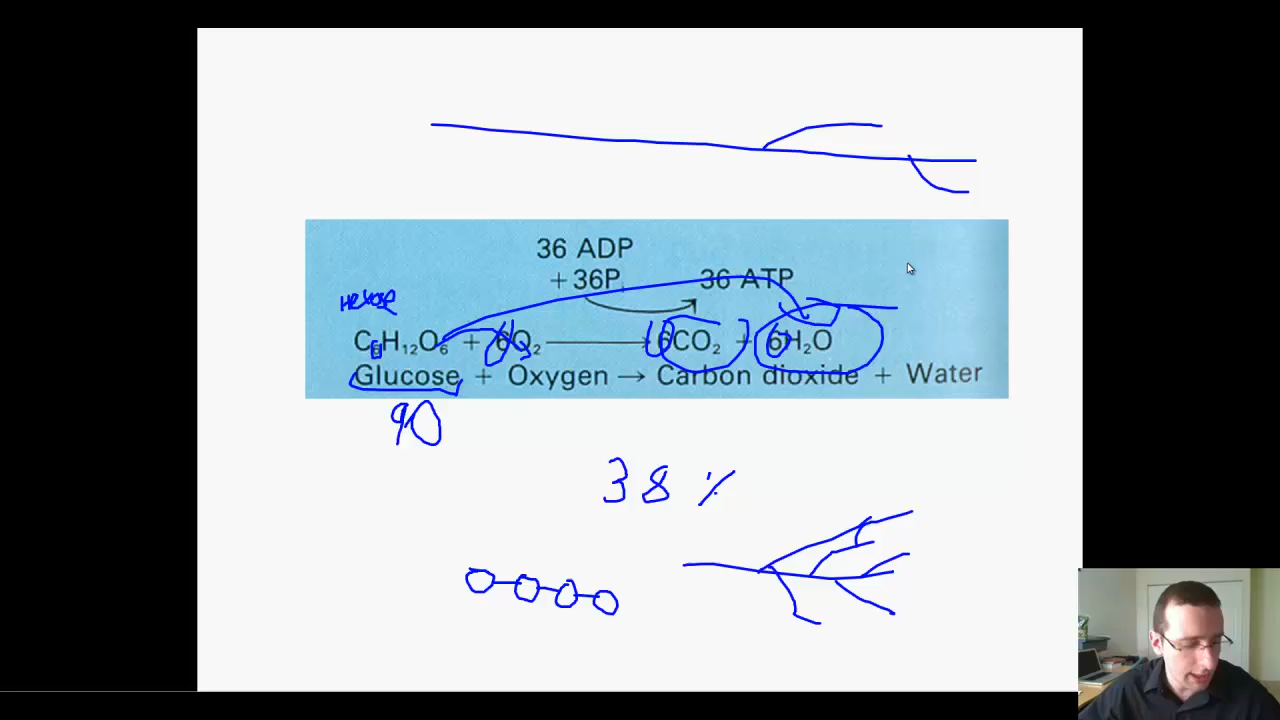 36 ADP
+ 36P 36 ATP
Hexose
C₆H₁₂O₆ + 6O₂ → 6CO₂ + 6H₂O
Glucose + Oxygen → Carbon dioxide + Water
90
38 %